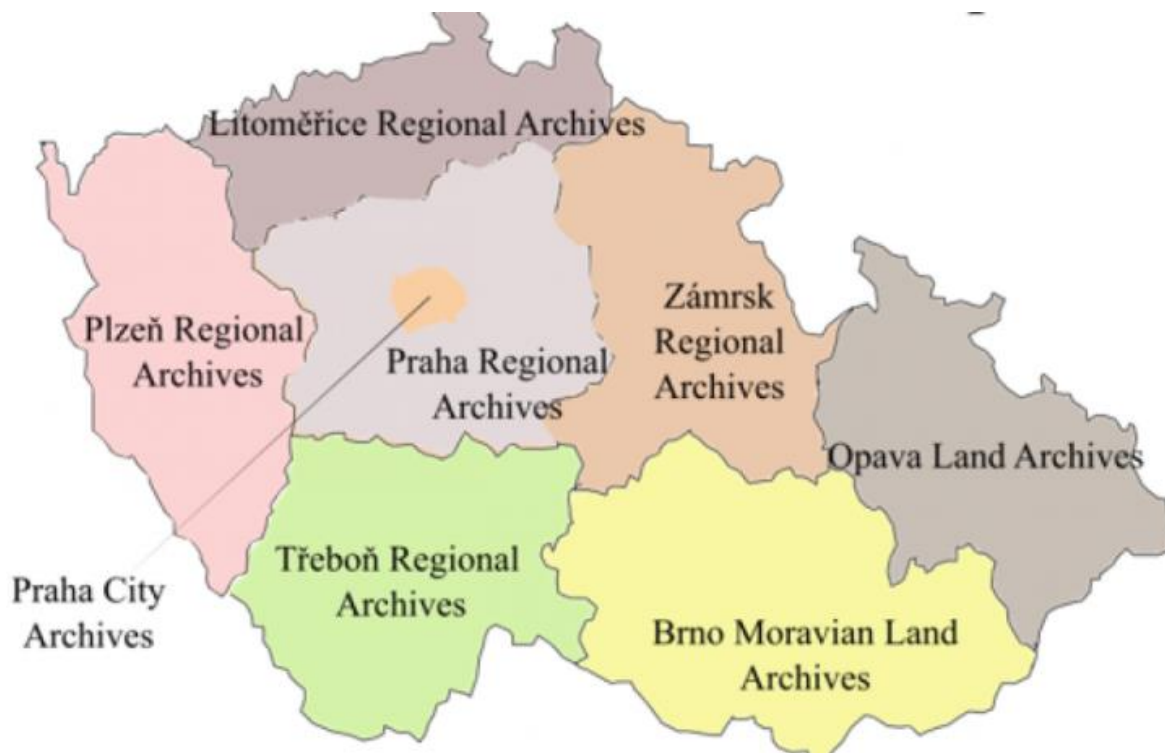 Litoměřice Regional Archives
Zámrsk
Regional
Archives
Plzeň Regional
Archives
Praha Regional
Archives
Opava Land Archives
Třeboň Regional
Archives
Praha City
Archives
Brno Moravian Land
Archives